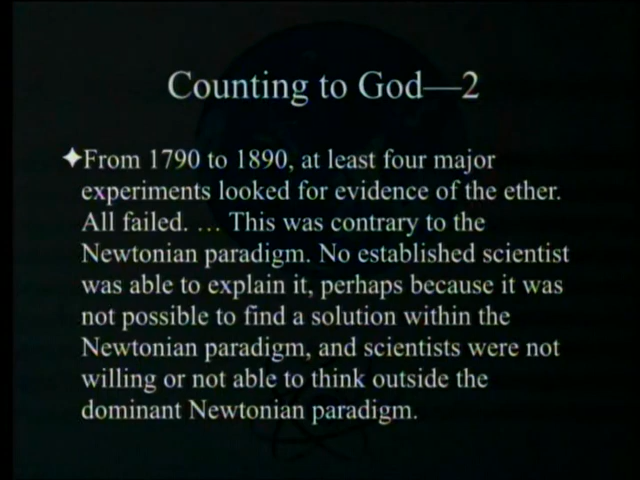 Counting to God—2
✦From 1790 to 1890, at least four major
experiments looked for evidence of the ether.
All failed. … This was contrary to the
Newtonian paradigm. No established scientist
was able to explain it, perhaps because it was
not possible to find a solution within the
Newtonian paradigm, and scientists were not
willing or not able to think outside the
dominant Newtonian paradigm.